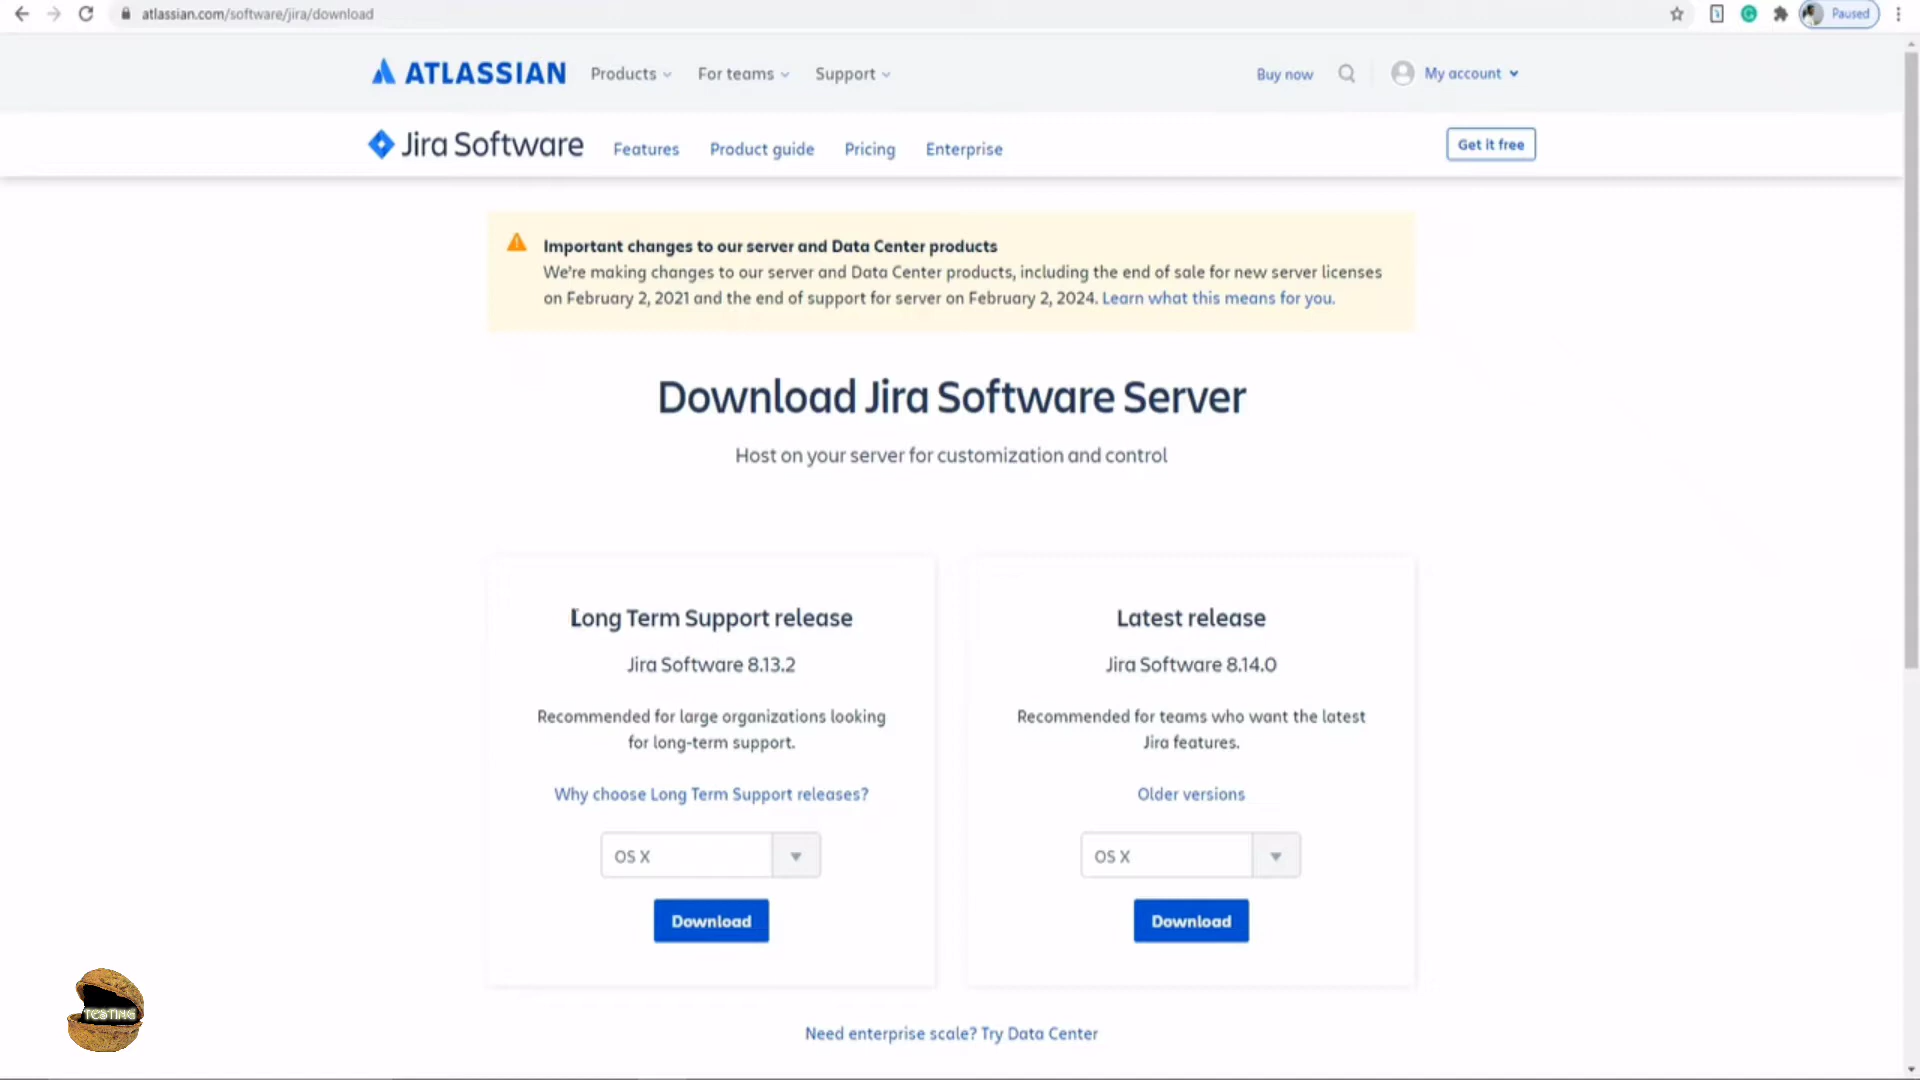 atlassian.com/software/jira/download
Paused
ATLASSIAN Products For teams Support Buy now My account
Jira Software Features Product guide Pricing Enterprise Get it free
Important changes to our server and Data Center products
We're making changes to our server and Data Center products, including the end of sale for new server licenses
on February 2, 2021 and the end of support for server on February 2, 2024. Learn what this means for you.
Download Jira Software Server
Host on your server for customization and control
Long Term Support release
Jira Software 8.13.2
Recommended for large organizations looking
for long-term support.
Why choose Long Term Support releases?
OS X
Download
Latest release
Jira Software 8.14.0
Recommended for teams who want the latest
Jira features.
Older versions
OS X
Download
TESTING
Need enterprise scale? Try Data Center